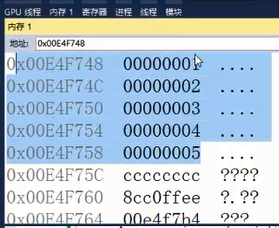 GPU 线程 内存 1 寄存器 进程 线程 模块
内存 1
地址: 0x00E4F748
0x00E4F748 00000001 ....
0x00E4F74C 00000002 ....
0x00E4F750 00000003 ....
0x00E4F754 00000004 ....
0x00E4F758 00000005 ....
0x00E4F75C cccccccc ????
0x00E4F760 8cc0ffee ?.??
0x00E4F764 00e4f7b4 ???.